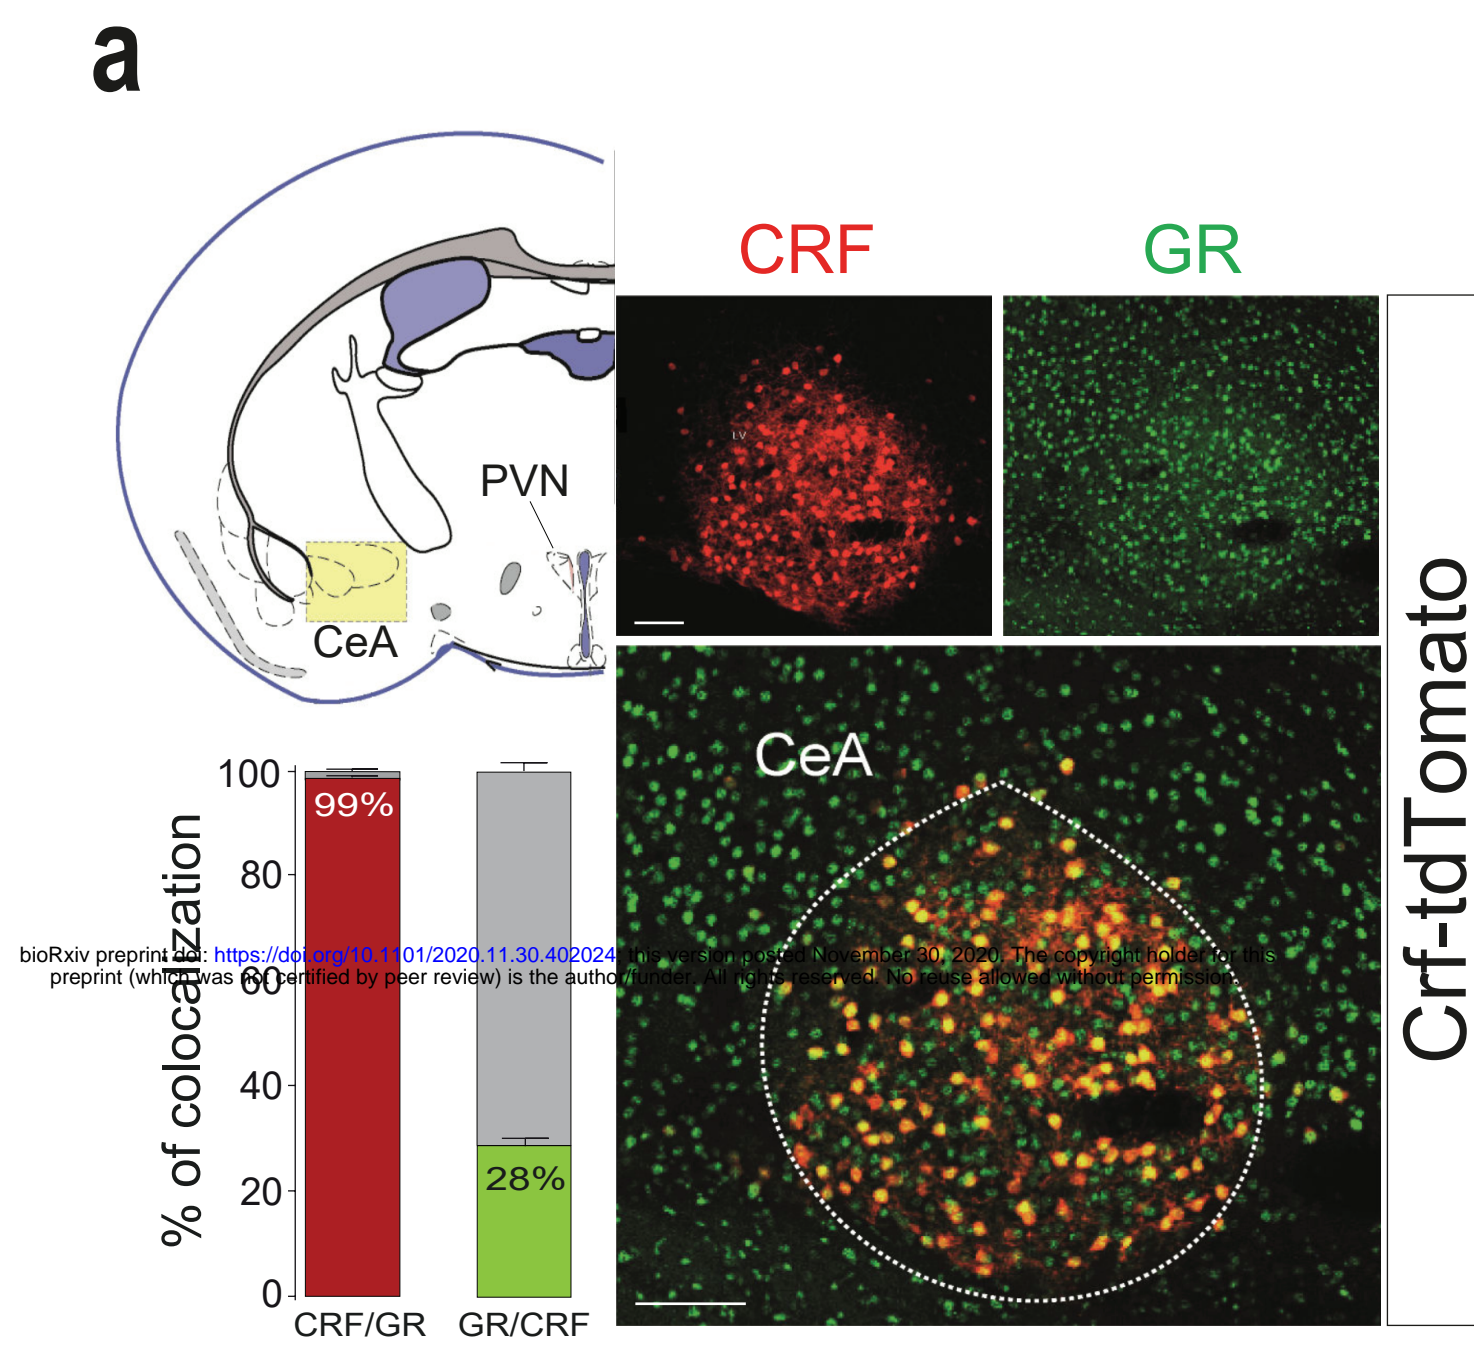 a
CRF
GR
LV
PVN
CeA
CeA
Crf-tdTomato
% of colocalization
100
80
60
40
20
0
99%
28%
CRF/GR
GR/CRF
bioRxiv preprint doi: https://doi.org/10.1101/2020.11.30.402024; this version posted November 30, 2020. The copyright holder for this
preprint (which was not certified by peer review) is the author/funder. All rights reserved. No reuse allowed without permission.